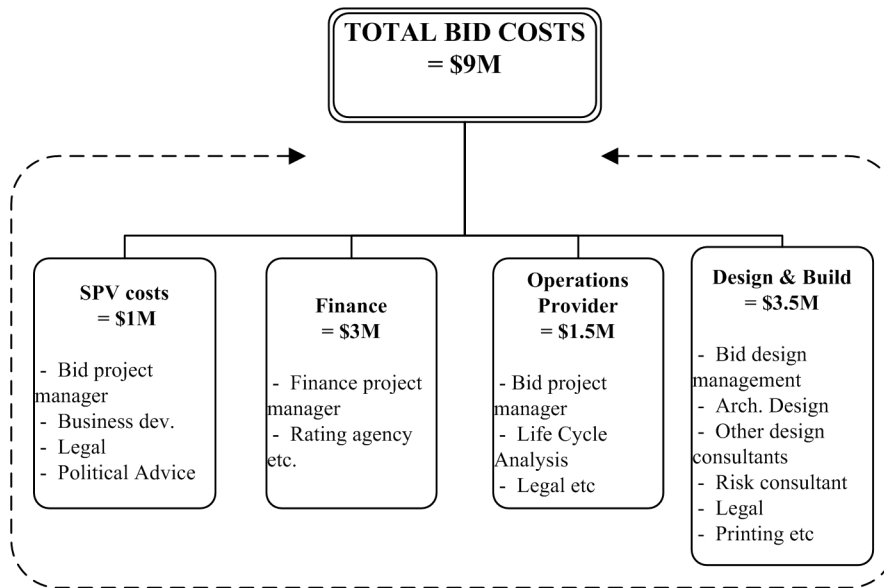 TOTAL BID COSTS
= $9M
SPV costs
= $1M
- Bid project
manager
- Business dev.
- Legal
- Political Advice
Finance
= $3M
- Finance project
manager
- Rating agency
etc.
Operations
Provider
= $1.5M
- Bid project
manager
- Life Cycle
Analysis
- Legal etc
Design & Build
= $3.5M
- Bid design
management
- Arch. Design
- Other design
consultants
- Risk consultant
- Legal
- Printing etc